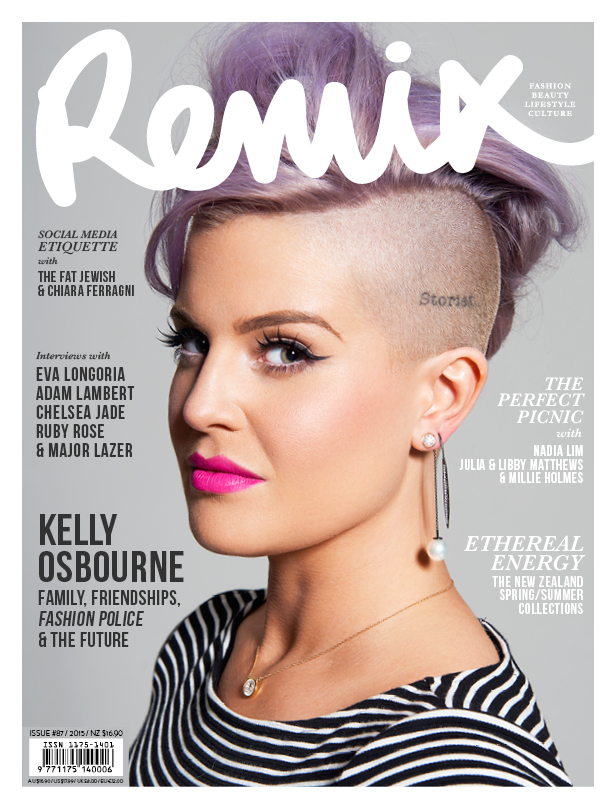 Remix
FASHION
BEAUTY
LIFESTYLE
CULTURE
SOCIAL MEDIA
ETIQUETTE
with
THE FAT JEWISH
& CHIARA FERRAGNI
Storiet
Interviews with
EVA LONGORIA
ADAM LAMBERT
CHELSEA JADE
RUBY ROSE
& MAJOR LAZER
THE
PERFECT
PICNIC
with
NADIA LIM
JULIA & LIBBY MATTHEWS
& MILLIE HOLMES
KELLY
OSBOURNE
FAMILY, FRIENDSHIPS,
FASHION POLICE
& THE FUTURE
ETHEREAL
ENERGY
THE NEW ZEALAND
SPRING/SUMMER
COLLECTIONS
ISSUE #87 / 2015 / NZ $16.90
ISSN 1175-1401
9 771175 140006